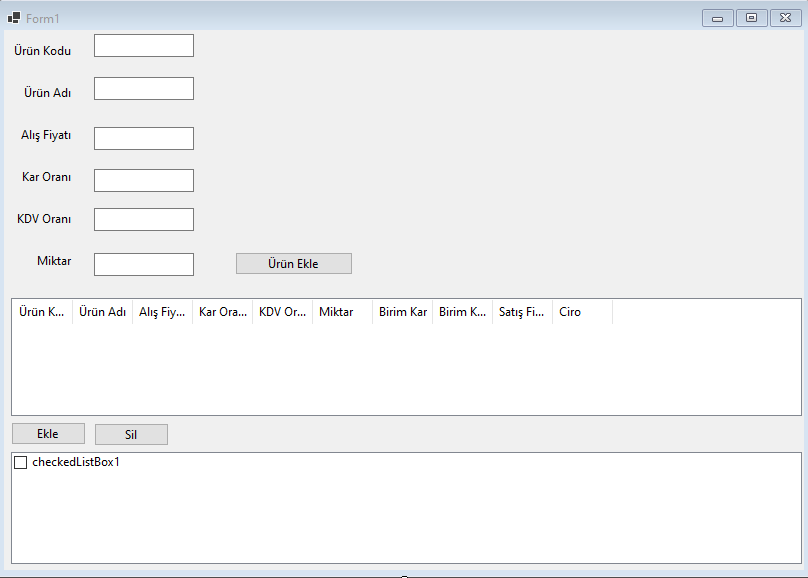 Form1
Ürün Kodu
Ürün Adı
Alış Fiyatı
Kar Oranı
KDV Oranı
Miktar
Ürün Ekle
Ürün K... Ürün Adı Alış Fiy... Kar Ora... KDV Or... Miktar Birim Kar Birim K... Satış Fi... Ciro
Ekle Sil
checkedListBox1